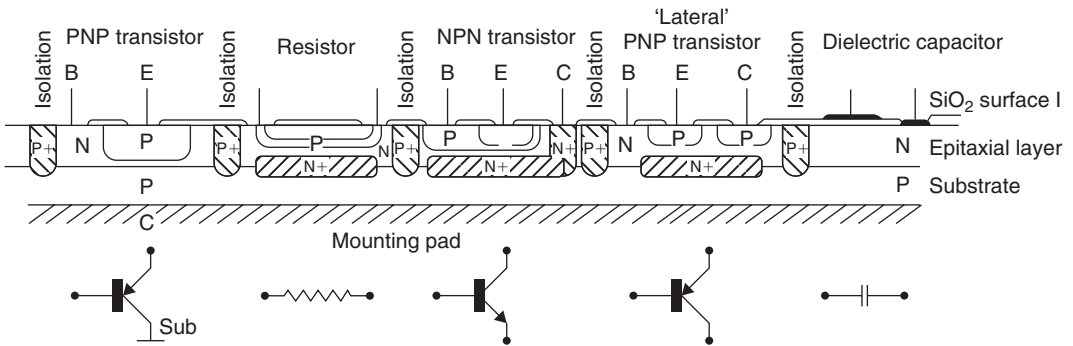 Isolation
PNP transistor
Isolation
Resistor
Isolation
NPN transistor
Isolation
'Lateral'
PNP transistor
Isolation
Dielectric capacitor
B E B E C B E C
SiO2 surface I
P+ N P P+ P N P+ P N+ P+ N P P P+ N Epitaxial layer
N+ N+ N+
P P Substrate
C
Mounting pad
Sub